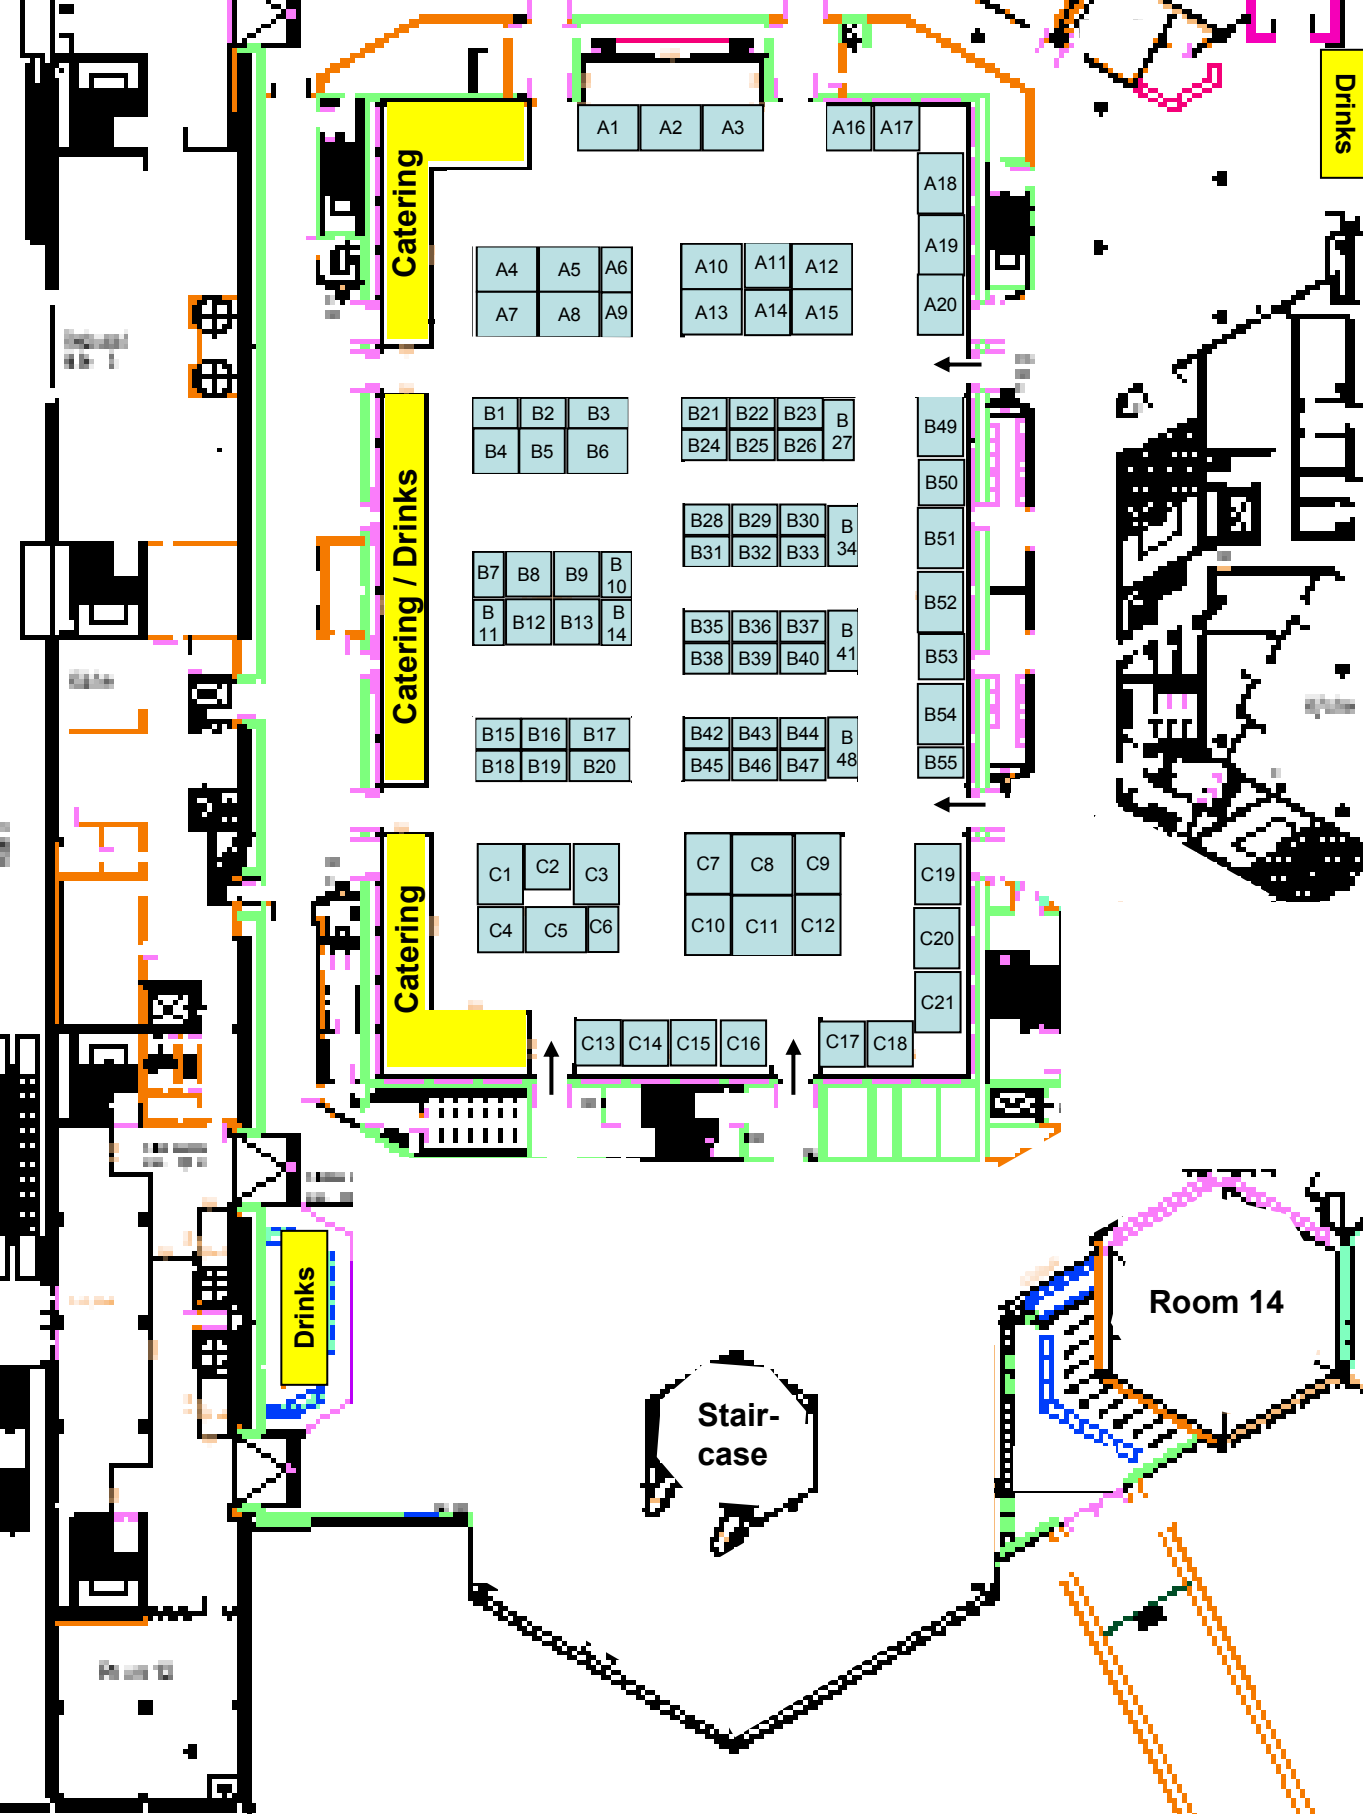 Drinks
A1 A2 A3 A16 A17
A18
Catering
A19
A4 A5 A6 A10 A11 A12
A7 A8 A9 A13 A14 A15 A20
B1 B2 B3 B21 B22 B23 B
27
B49
B4 B5 B6 B24 B25 B26
B50
Catering / Drinks
B28 B29 B30 B
34
B51
B31 B32 B33
B7 B8 B9 B
10
B52
B
11
B12 B13 B
14
B35 B36 B37 B
41
B53
B38 B39 B40
B54
B15 B16 B17 B42 B43 B44 B
48
B18 B19 B20 B45 B46 B47 B55
C1 C2 C3 C7 C8 C9 C19
Catering
C4 C5 C6 C10 C11 C12 C20
C21
C13 C14 C15 C16 C17 C18
Drinks
Room 14
Stair-
case